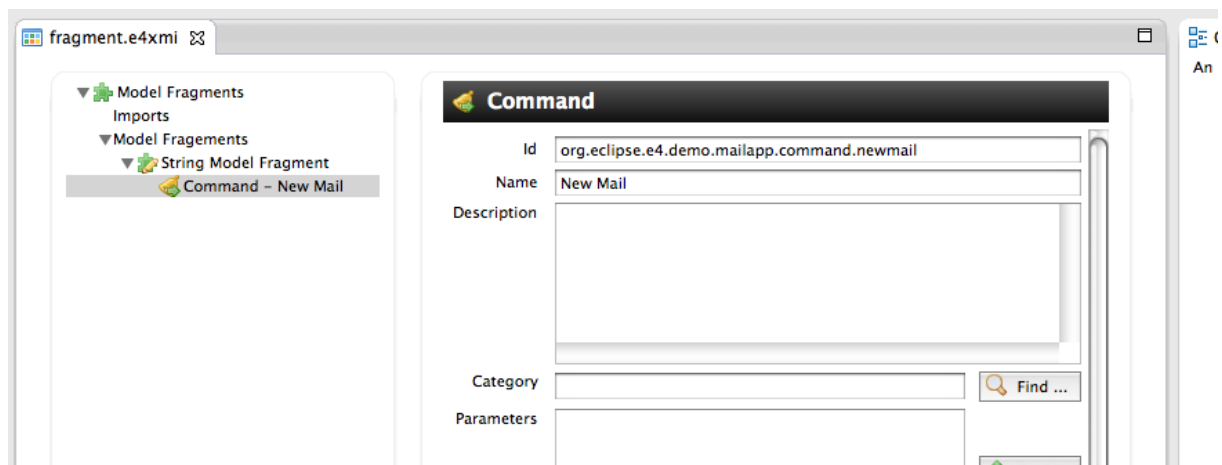 fragment.e4xmi
An
Model Fragments
Imports
Model Fragements
String Model Fragment
Command – New Mail
Command
Id org.eclipse.e4.demo.mailapp.command.newmail
Name New Mail
Description
Category Find ...
Parameters